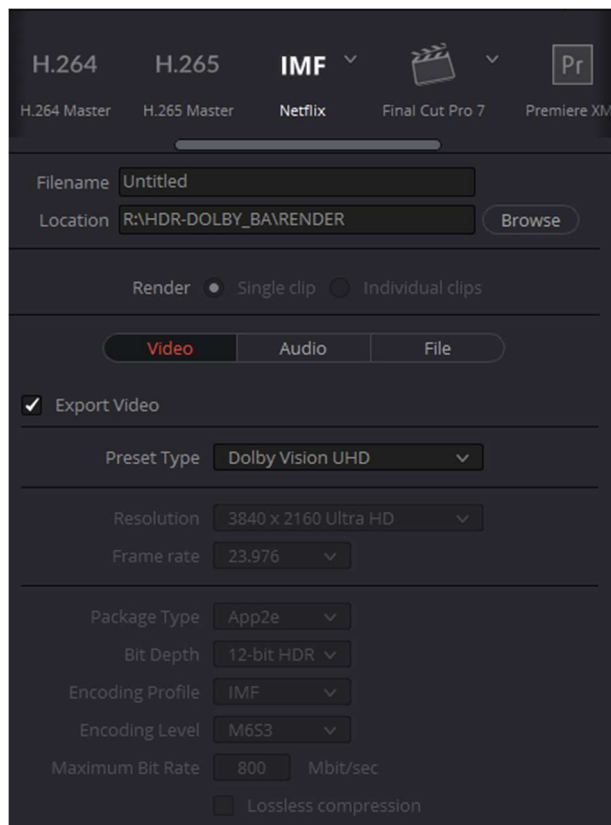 H.264 H.265 IMF Pr
H.264 Master H.265 Master Netflix Final Cut Pro 7 Premiere XM
Filename Untitled
Location R:\HDR-DOLBY_BA\RENDER Browse
Render Single clip Individual clips
Video Audio File
Export Video
Preset Type Dolby Vision UHD
Resolution 3840 x 2160 Ultra HD
Frame rate 23.976
Package Type App2e
Bit Depth 12-bit HDR
Encoding Profile IMF
Encoding Level M6S3
Maximum Bit Rate 800 Mbit/sec
Lossless compression